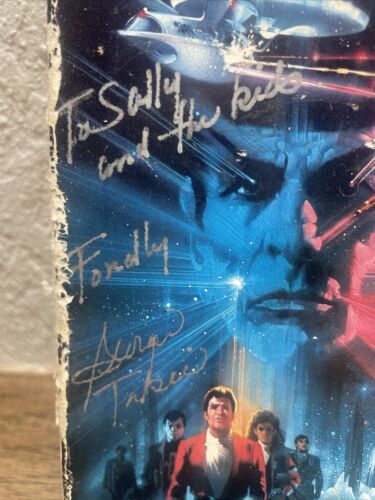 To Sally
and the kids
Fondly
George
Takei